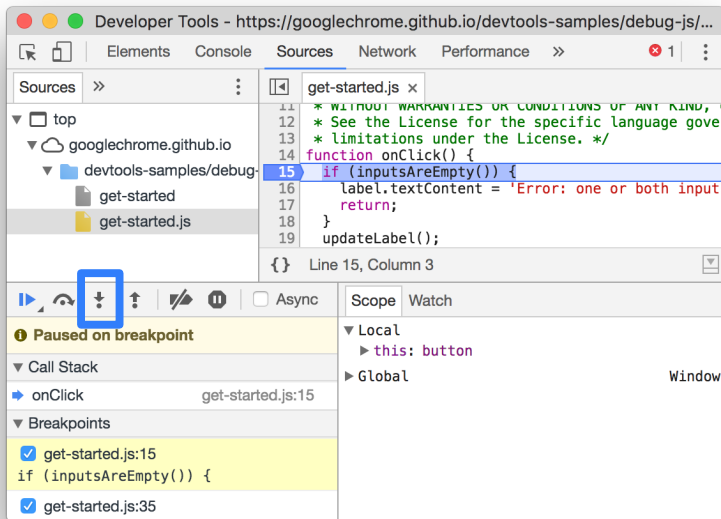 Developer Tools - https://googlechrome.github.io/devtools-samples/debug-js/...
Elements Console Sources Network Performance » 1
Sources »
get-started.js ×
top
googlechrome.github.io
devtools-samples/debug-
get-started
get-started.js
11 * WITHOUT WARRANTIES OR CONDITIONS OF ANY KIND,
12 * See the License for the specific language gove
13 * limitations under the License. */
14 function onClick() {
15 if (inputsAreEmpty()) {
16 label.textContent = 'Error: one or both input
17 return;
18 }
19 updateLabel();
{ } Line 15, Column 3
Async
Paused on breakpoint
Call Stack
onClick get-started.js:15
Breakpoints
get-started.js:15
if (inputsAreEmpty()) {
get-started.js:35
Scope Watch
Local
this: button
Global Window